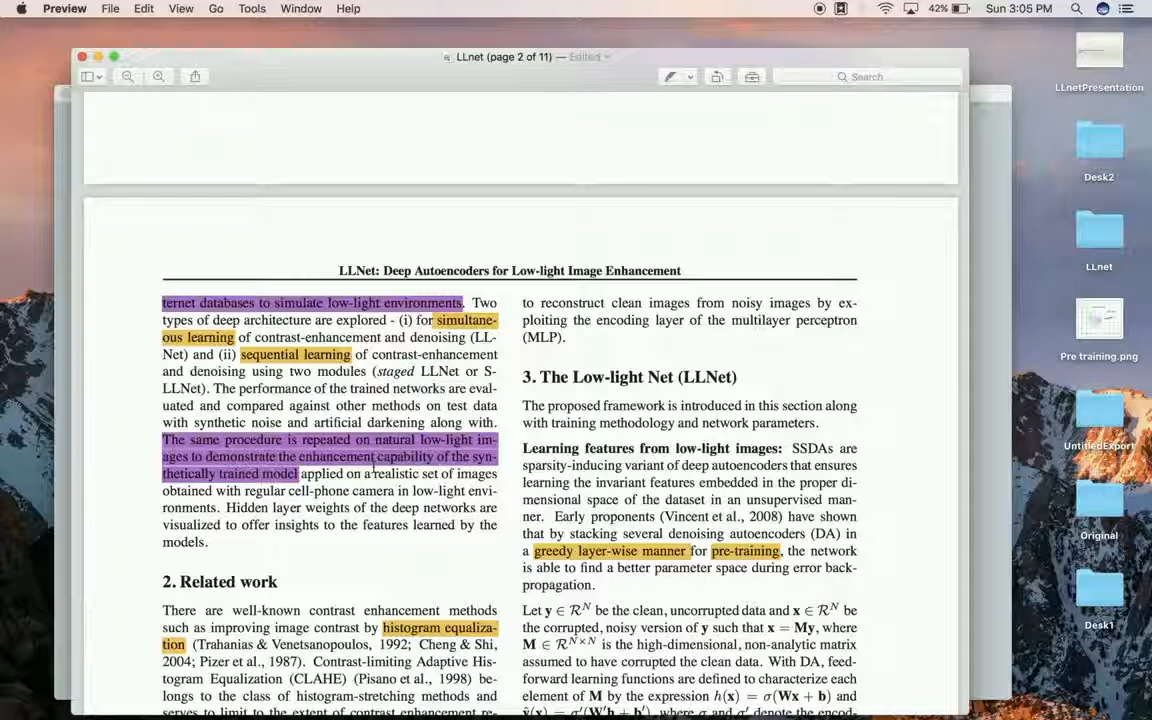 Preview File Edit View Go Tools Window Help
42% Sun 3:05 PM
LLnet (page 2 of 11) — Edited
Search
LLNet: Deep Autoencoders for Low-light Image Enhancement
ternet databases to simulate low-light environments. Two
types of deep architecture are explored - (i) for simultane-
ous learning of contrast-enhancement and denoising (LL-
Net) and (ii) sequential learning of contrast-enhancement
and denoising using two modules (staged LLNet or S-
LLNet). The performance of the trained networks are eval-
uated and compared against other methods on test data
with synthetic noise and artificial darkening along with.
The same procedure is repeated on natural low-light im-
ages to demonstrate the enhancement capability of the syn-
thetically trained model applied on a realistic set of images
obtained with regular cell-phone camera in low-light envi-
ronments. Hidden layer weights of the deep networks are
visualized to offer insights to the features learned by the
models.
2. Related work
There are well-known contrast enhancement methods
such as improving image contrast by histogram equaliza-
tion (Trahanias & Venetsanopoulos, 1992; Cheng & Shi,
2004; Pizer et al., 1987). Contrast-limiting Adaptive His-
togram Equalization (CLAHE) (Pisano et al., 1998) be-
longs to the class of histogram-stretching methods and
serves to limit to the extent of contrast enhancement re-
to reconstruct clean images from noisy images by ex-
ploiting the encoding layer of the multilayer perceptron
(MLP).
3. The Low-light Net (LLNet)
The proposed framework is introduced in this section along
with training methodology and network parameters.
Learning features from low-light images: SSDAs are
sparsity-inducing variant of deep autoencoders that ensures
learning the invariant features embedded in the proper di-
mensional space of the dataset in an unsupervised man-
ner. Early proponents (Vincent et al., 2008) have shown
that by stacking several denoising autoencoders (DA) in
a greedy layer-wise manner for pre-training, the network
is able to find a better parameter space during error back-
propagation.
Let y ∈ ℛᴺ be the clean, uncorrupted data and x ∈ ℛᴺ be
the corrupted, noisy version of y such that x = My, where
M ∈ ℛᴺ×ᴺ is the high-dimensional, non-analytic matrix
assumed to have corrupted the clean data. With DA, feed-
forward learning functions are defined to characterize each
element of M by the expression h(x) = σ(Wx + b) and
ŷ(x) = σ′(W′h + b′), where σ and σ′ denote the encod-
LLnetPresentation
Desk2
LLnet
Pre training.png
UntitledExport
Original
Desk1